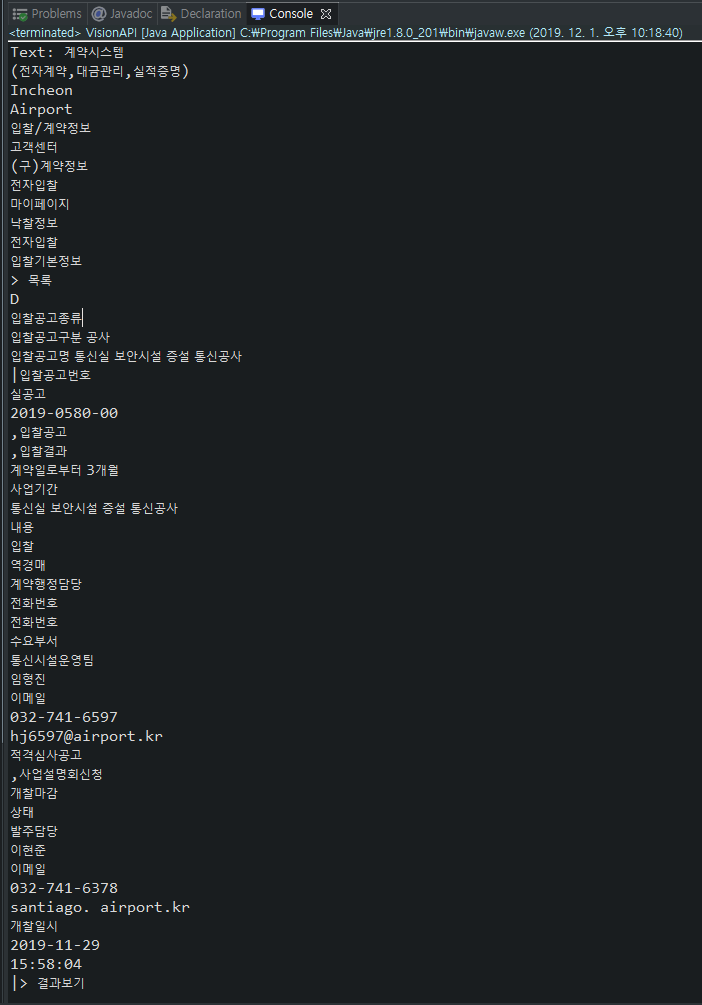 Problems @ Javadoc Declaration Console
<terminated> VisionAPI [Java Application] C:₩Program Files₩Java₩jre1.8.0_201₩bin₩javaw.exe (2019. 12. 1. 오후 10:18:40)
Text: 계약시스템
(전자계약,대금관리,실적증명)
Incheon
Airport
입찰/계약정보
고객센터
(구)계약정보
전자입찰
마이페이지
낙찰정보
전자입찰
입찰기본정보
> 목록
D
입찰공고종류
입찰공고구분 공사
입찰공고명 통신실 보안시설 증설 통신공사
|입찰공고번호
실공고
2019-0580-00
,입찰공고
,입찰결과
계약일로부터 3개월
사업기간
통신실 보안시설 증설 통신공사
내용
입찰
역경매
계약행정담당
전화번호
전화번호
수요부서
통신시설운영팀
임형진
이메일
032-741-6597
hj6597@airport.kr
적격심사공고
,사업설명회신청
개찰마감
상태
발주담당
이현준
이메일
032-741-6378
santiago. airport.kr
개찰일시
2019-11-29
15:58:04
|> 결과보기